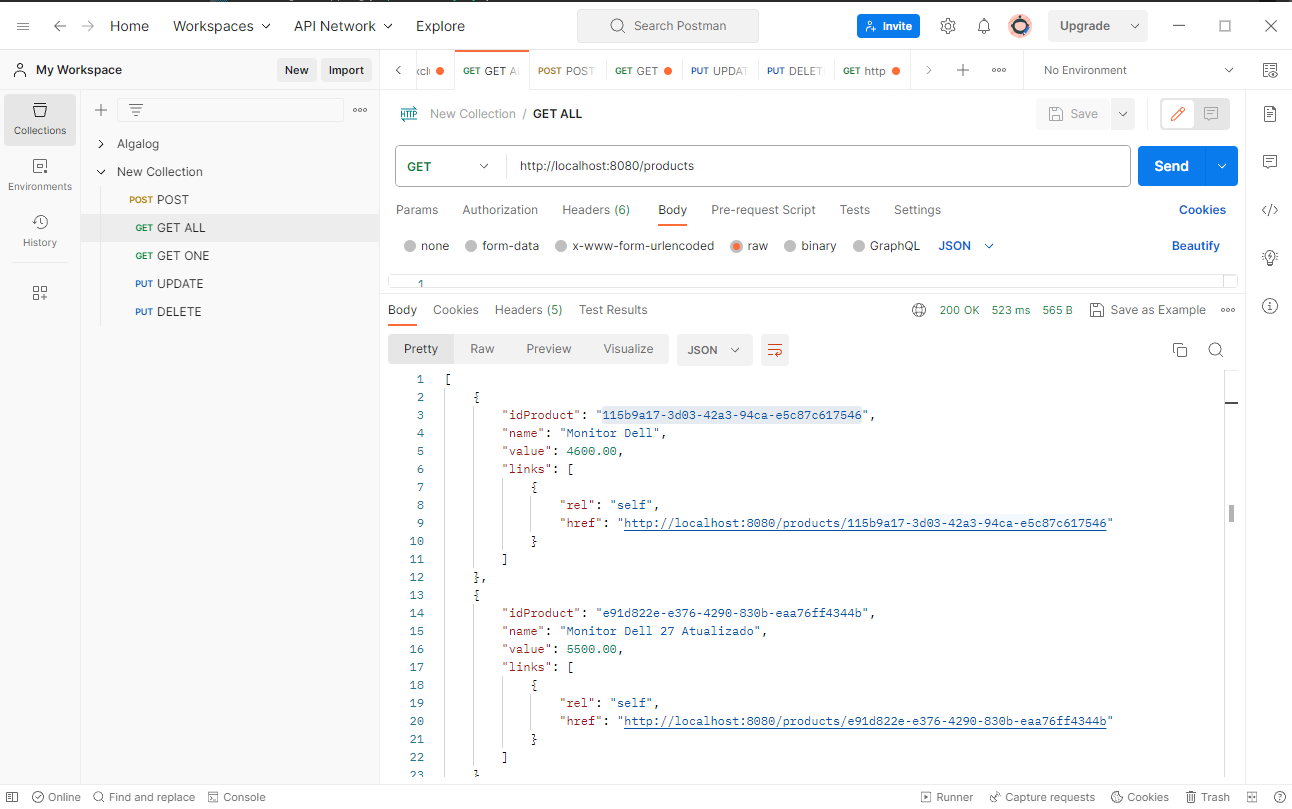 Home Workspaces API Network Explore Search Postman Invite Upgrade
My Workspace New Import GET GET POST POST GET GET PUT DELET GET http No Environment
Collections
Environments
History
Algalog
New Collection
POST POST
GET GET ALL
GET GET ONE
PUT UPDATE
PUT DELETE
HTTP New Collection / GET ALL Save
GET http://localhost:8080/products Send
Params Authorization Headers (6) Body Pre-request Script Tests Settings Cookies
none form-data x-www-form-urlencoded raw binary GraphQL JSON Beautify
1
Body Cookies Headers (5) Test Results 200 OK 523 ms 565 B Save as Example
Pretty Raw Preview Visualize JSON
1 [
2 {
3 "idProduct": "115b9a17-3d03-42a3-94ca-e5c87c617546",
4 "name": "Monitor Dell",
5 "value": 4600.00,
6 "links": [
7 {
8 "rel": "self",
9 "href": "http://localhost:8080/products/115b9a17-3d03-42a3-94ca-e5c87c617546"
10 }
11 ]
12 },
13 {
14 "idProduct": "e91d822e-e376-4290-830b-eaa76ff4344b",
15 "name": "Monitor Dell 27 Atualizado",
16 "value": 5500.00,
17 "links": [
18 {
19 "rel": "self",
20 "href": "http://localhost:8080/products/e91d822e-e376-4290-830b-eaa76ff4344b"
21 }
22 ]
23 }
Online Find and replace Console Runner Capture requests Cookies Trash